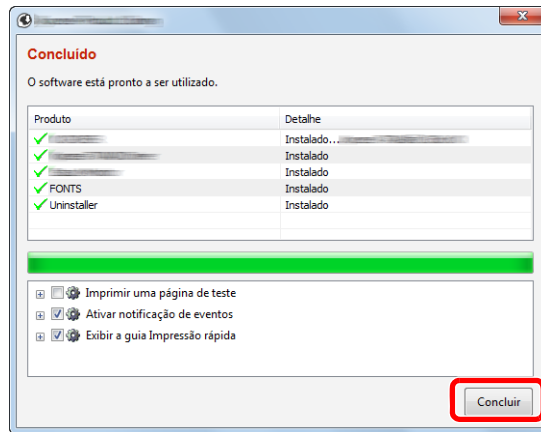 Concluído
O software está pronto a ser utilizado.
Produto Detalhe
Instalado...
Instalado
Instalado
FONTS Instalado
Uninstaller Instalado
Imprimir uma página de teste
Ativar notificação de eventos
Exibir a guia Impressão rápida
Concluir